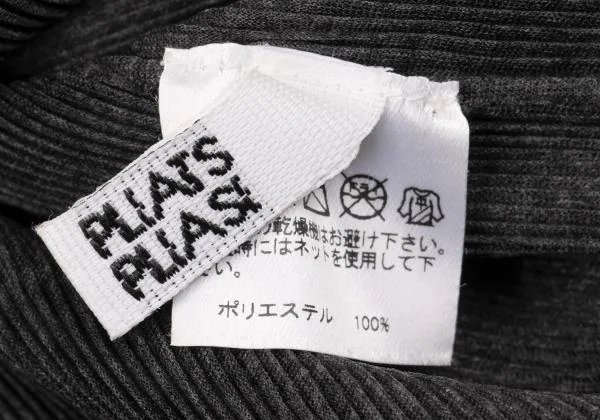 PLiATS
PLiASE
乾燥機はお避け下さい。
時にはネットを使用して下
い。
ポリエステル 100%